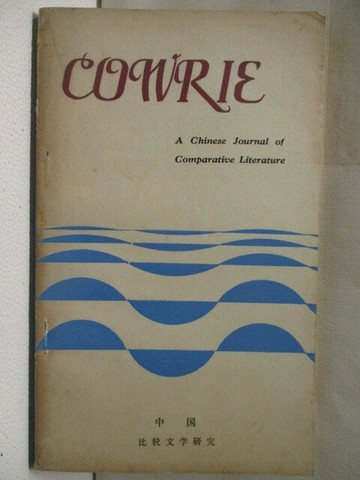 COWRIE
A Chinese Journal of
Comparative Literature
中 国
比较文学研究